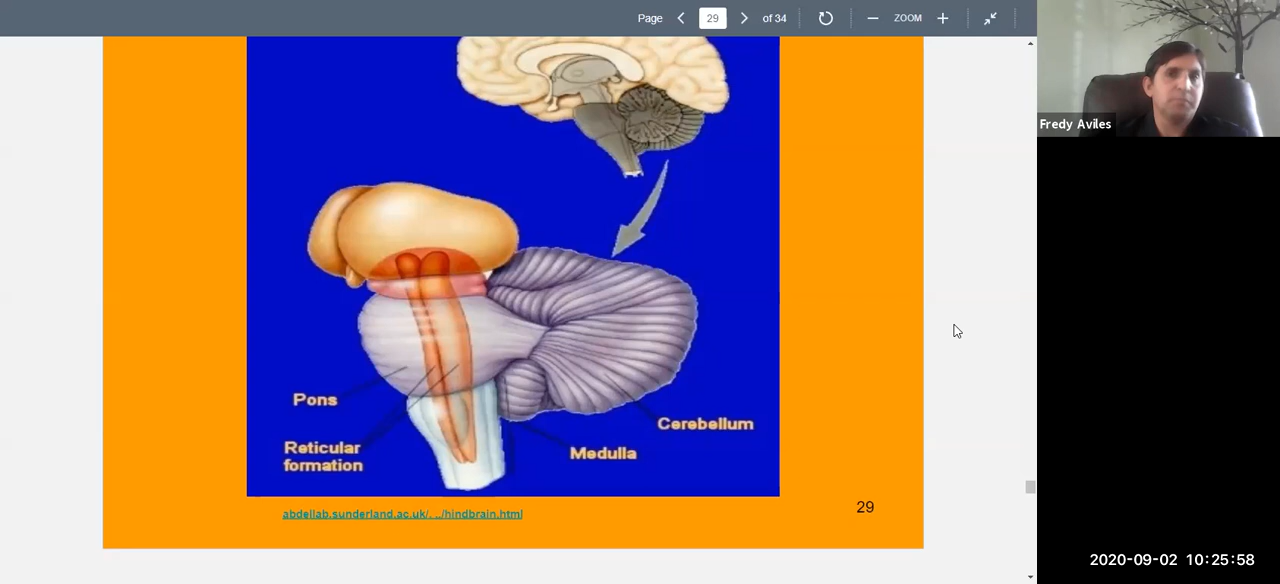 Page 29 of 34 ZOOM
Fredy Aviles
Pons
Cerebellum
Reticular
formation
Medulla
abdellab.sunderland.ac.uk/. ../hindbrain.html
29
2020-09-02 10:25:58